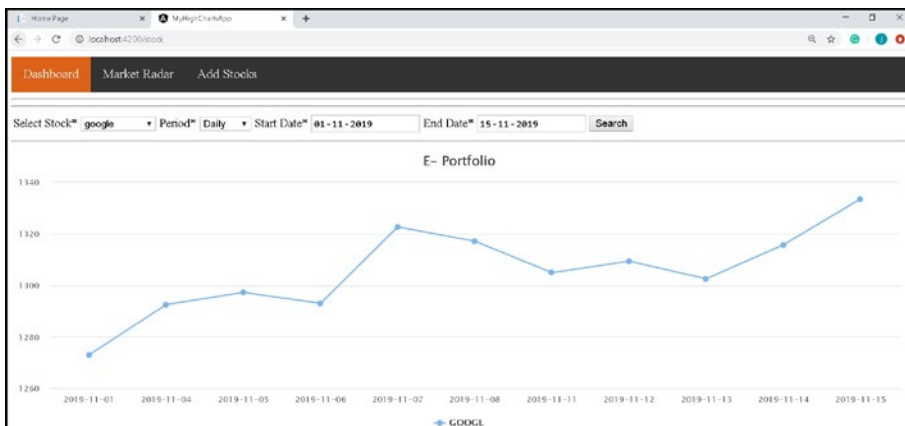 Home Page × MyHighChartsApp × +
localhost:4200/stock
Dashboard Market Radar Add Stocks
Select Stock* google Period* Daily Start Date* 01-11-2019 End Date* 15-11-2019 Search
E- Portfolio
1340
1320
1300
1280
1260
2019-11-01 2019-11-04 2019-11-05 2019-11-06 2019-11-07 2019-11-08 2019-11-11 2019-11-12 2019-11-13 2019-11-14 2019-11-15
GOOGL